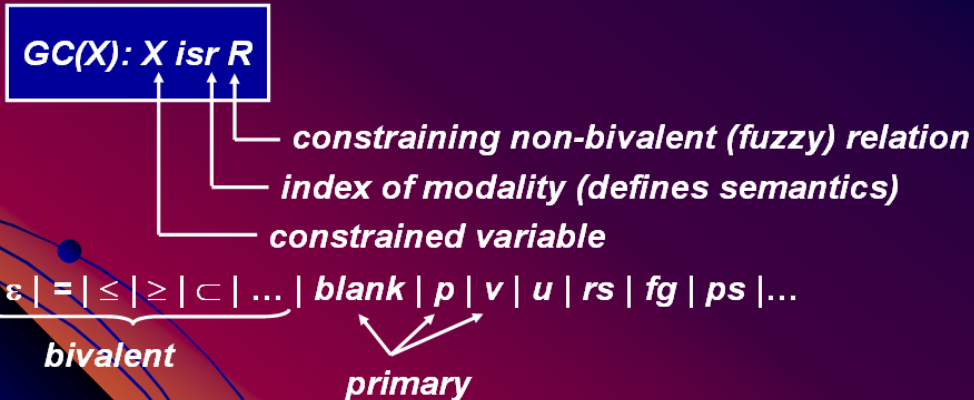 GC(X): X isr R
constraining non-bivalent (fuzzy) relation
index of modality (defines semantics)
constrained variable
ε | = | ≤ | ≥ | ⊂ | … | blank | p | v | u | rs | fg | ps |…
bivalent
primary